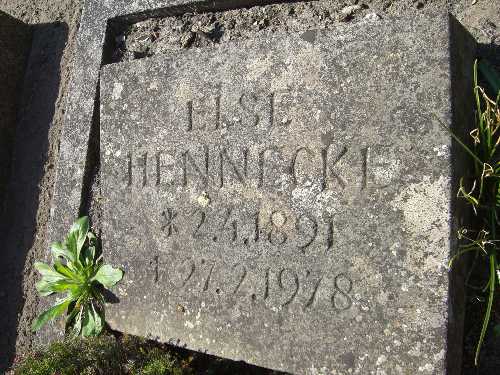 ELSE
HENNECKE
* 2.4.1891
† 27.2.1978